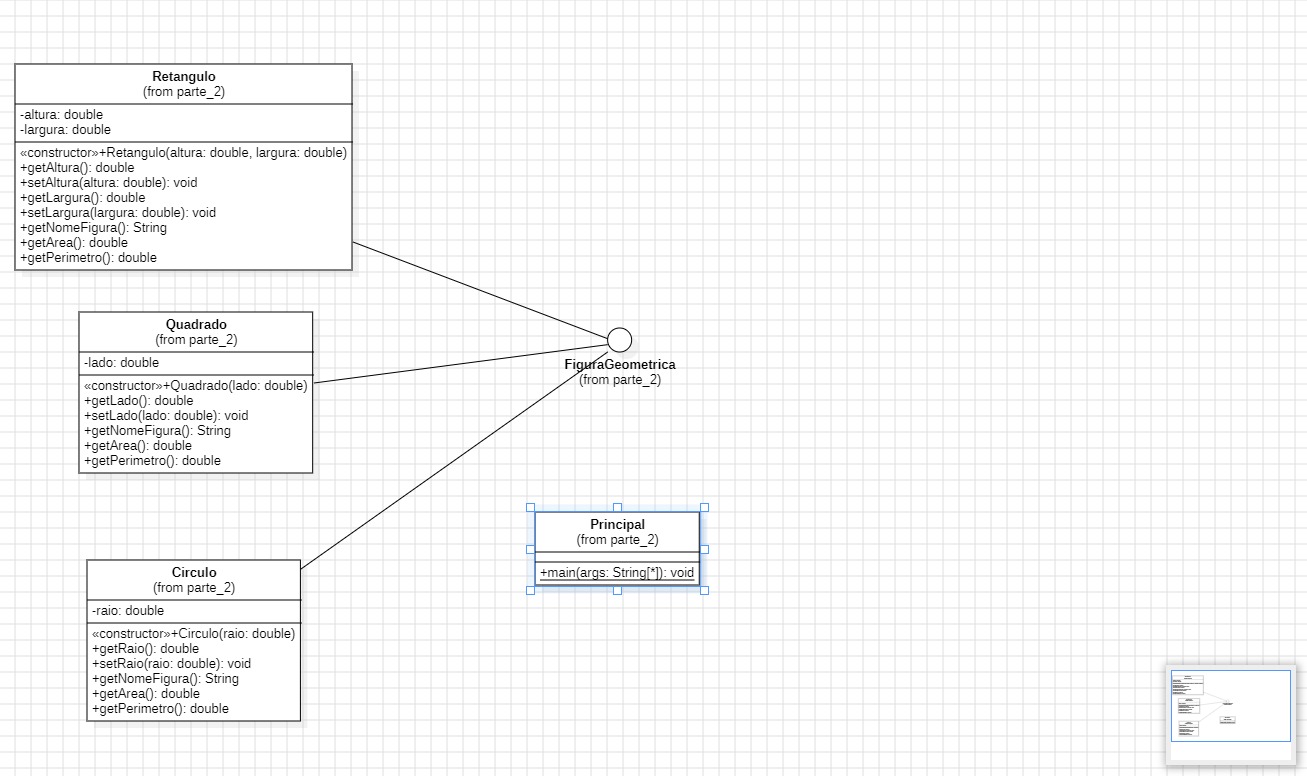 Retangulo
(from parte_2)
-altura: double
-largura: double
«constructor»+Retangulo(altura: double, largura: double)
+getAltura(): double
+setAltura(altura: double): void
+getLargura(): double
+setLargura(largura: double): void
+getNomeFigura(): String
+getArea(): double
+getPerimetro(): double
Quadrado
(from parte_2)
-lado: double
«constructor»+Quadrado(lado: double)
+getLado(): double
+setLado(lado: double): void
+getNomeFigura(): String
+getArea(): double
+getPerimetro(): double
FiguraGeometrica
(from parte_2)
Principal
(from parte_2)
+main(args: String[*]): void
Circulo
(from parte_2)
-raio: double
«constructor»+Circulo(raio: double)
+getRaio(): double
+setRaio(raio: double): void
+getNomeFigura(): String
+getArea(): double
+getPerimetro(): double